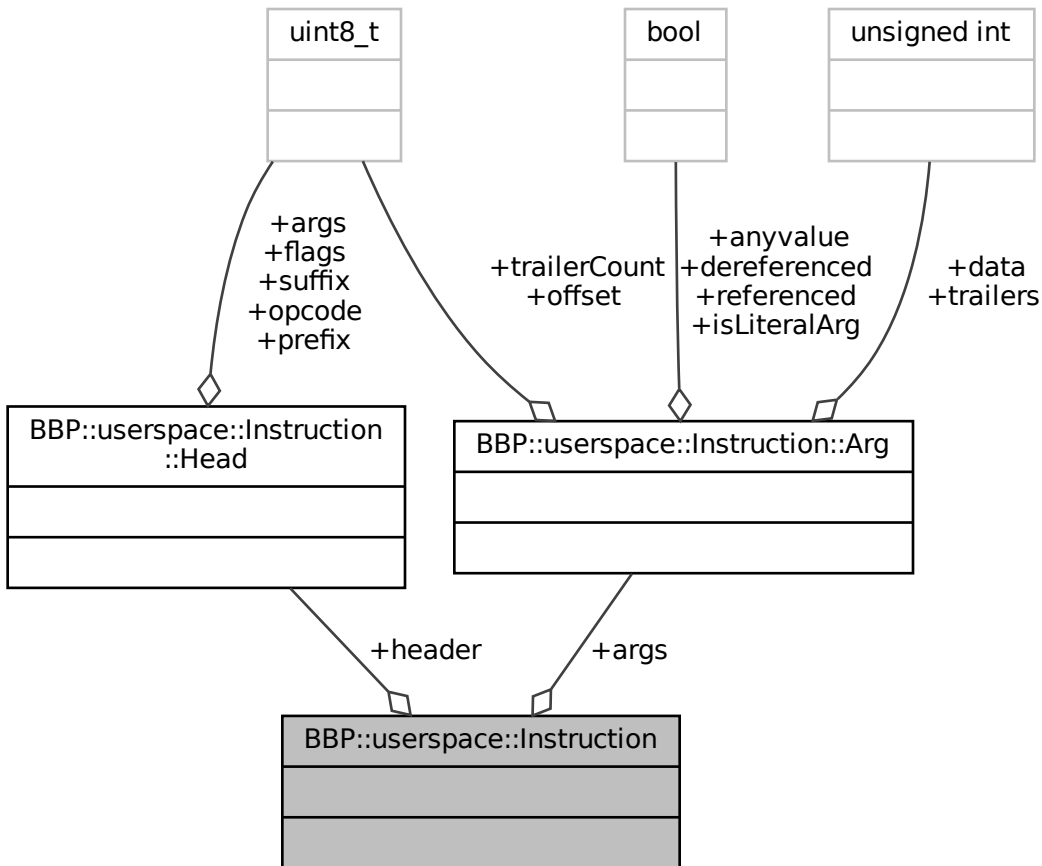 uint8_t
bool
unsigned int
+args
+flags
+suffix
+opcode
+prefix
+trailerCount
+offset
+anyvalue
+dereferenced
+referenced
+isLiteralArg
+data
+trailers
BBP::userspace::Instruction
::Head
BBP::userspace::Instruction::Arg
+header
+args
BBP::userspace::Instruction